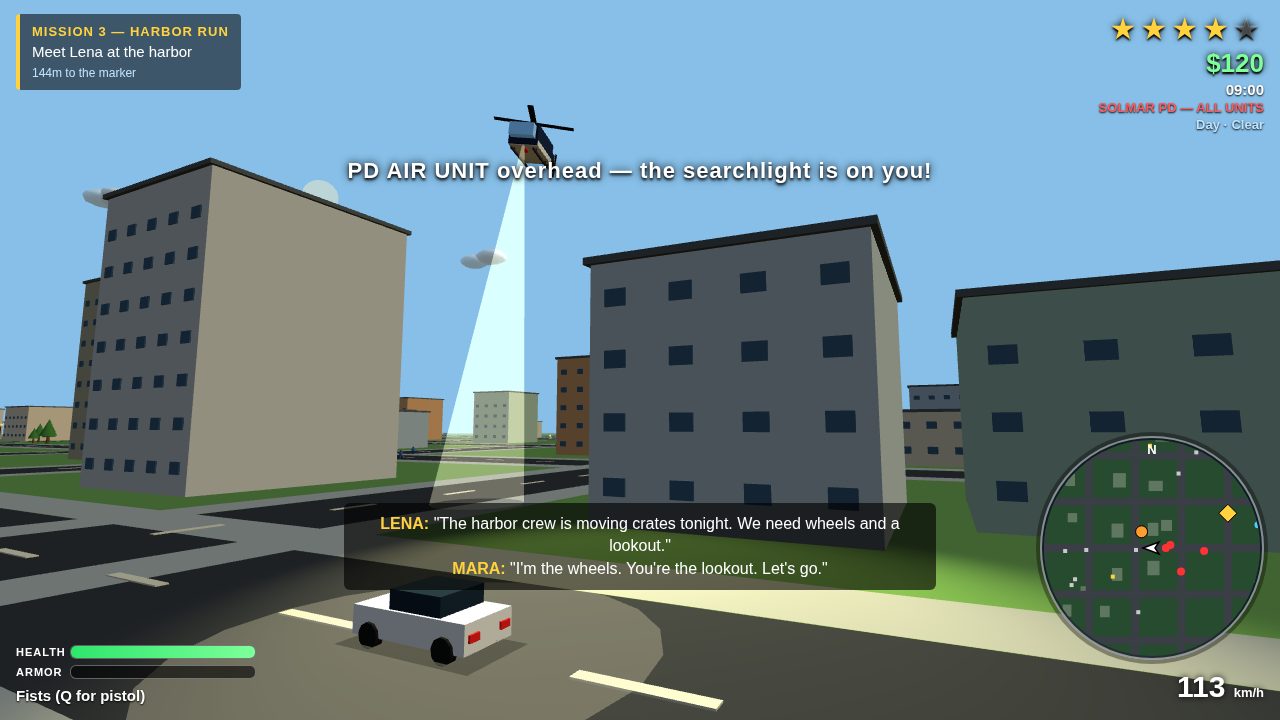 MISSION 3 — HARBOR RUN
Meet Lena at the harbor
144m to the marker
★★★★★
$120
09:00
SOLMAR PD — ALL UNITS
Day · Clear
PD AIR UNIT overhead — the searchlight is on you!
LENA: "The harbor crew is moving crates tonight. We need wheels and a
lookout."
MARA: "I'm the wheels. You're the lookout. Let's go."
N
HEALTH
ARMOR
Fists (Q for pistol)
113 km/h